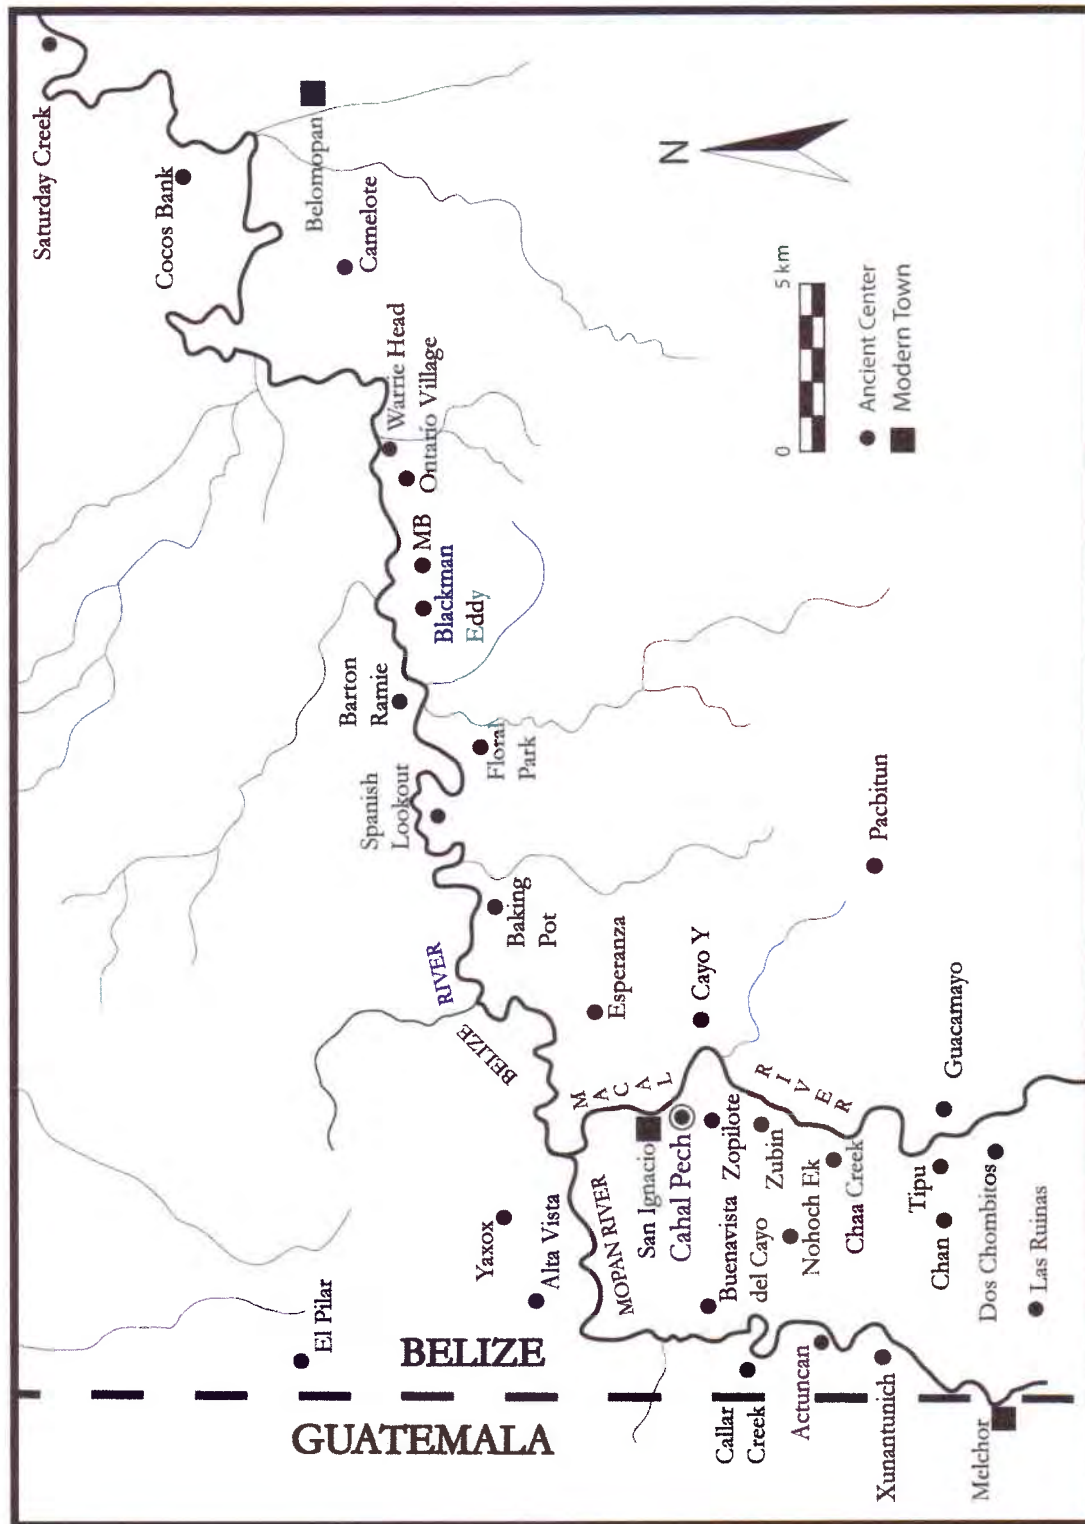 Saturday Creek
Cocos Bank
Belomopan
Camelote
Warrie Head
Ontario Village
MB
Blackman
Eddy
Barton
Ramie
Floral
Park
Spanish
Lookout
Baking
Pot
BELIZE
RIVER
Esperanza
Cayo Y
Pacbitun
Guacamayo
MACAL
RIVER
San Ignacio
Cahal Pech
Zopilote
Zubin
Nohoch Ek
Chaa Creek
Tipu
Chan
Dos Chombitos
Las Ruinas
Buenavista
del Cayo
MOPAN RIVER
Yaxox
Alta Vista
El Pilar
BELIZE
GUATEMALA
Callar
Creek
Actuncan
Xunantunich
Melchor
N
0
5 km
Ancient Center
Modern Town